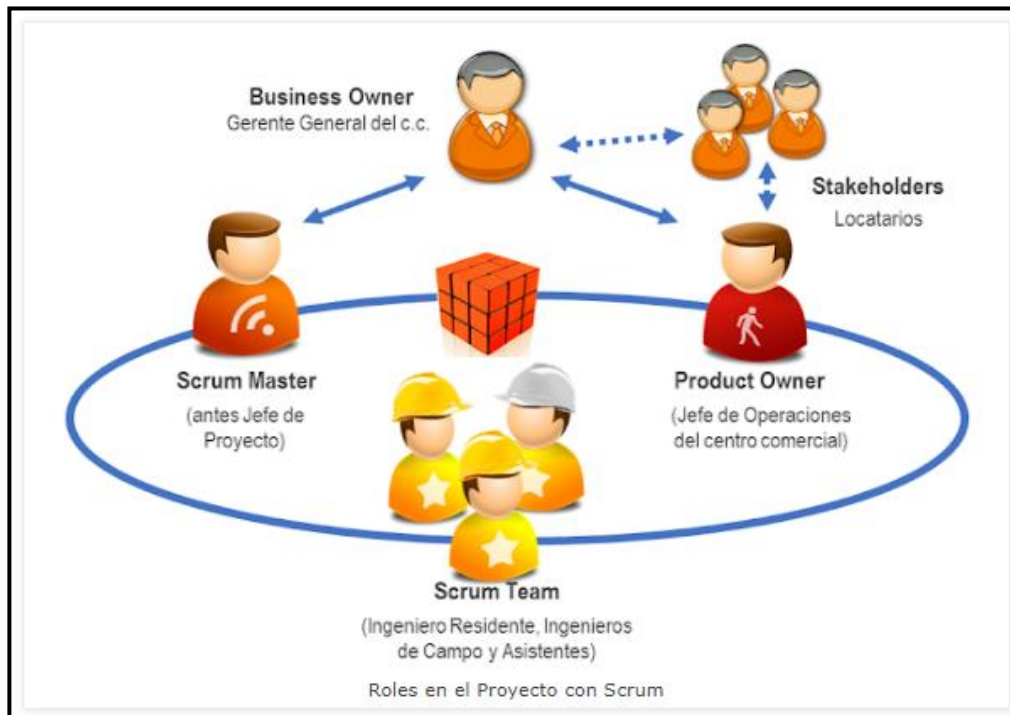 Business Owner
Gerente General del c.c.
Stakeholders
Locatarios
Scrum Master
(antes Jefe de
Proyecto)
Product Owner
(Jefe de Operaciones
del centro comercial)
Scrum Team
(Ingeniero Residente, Ingenieros
de Campo y Asistentes)
Roles en el Proyecto con Scrum